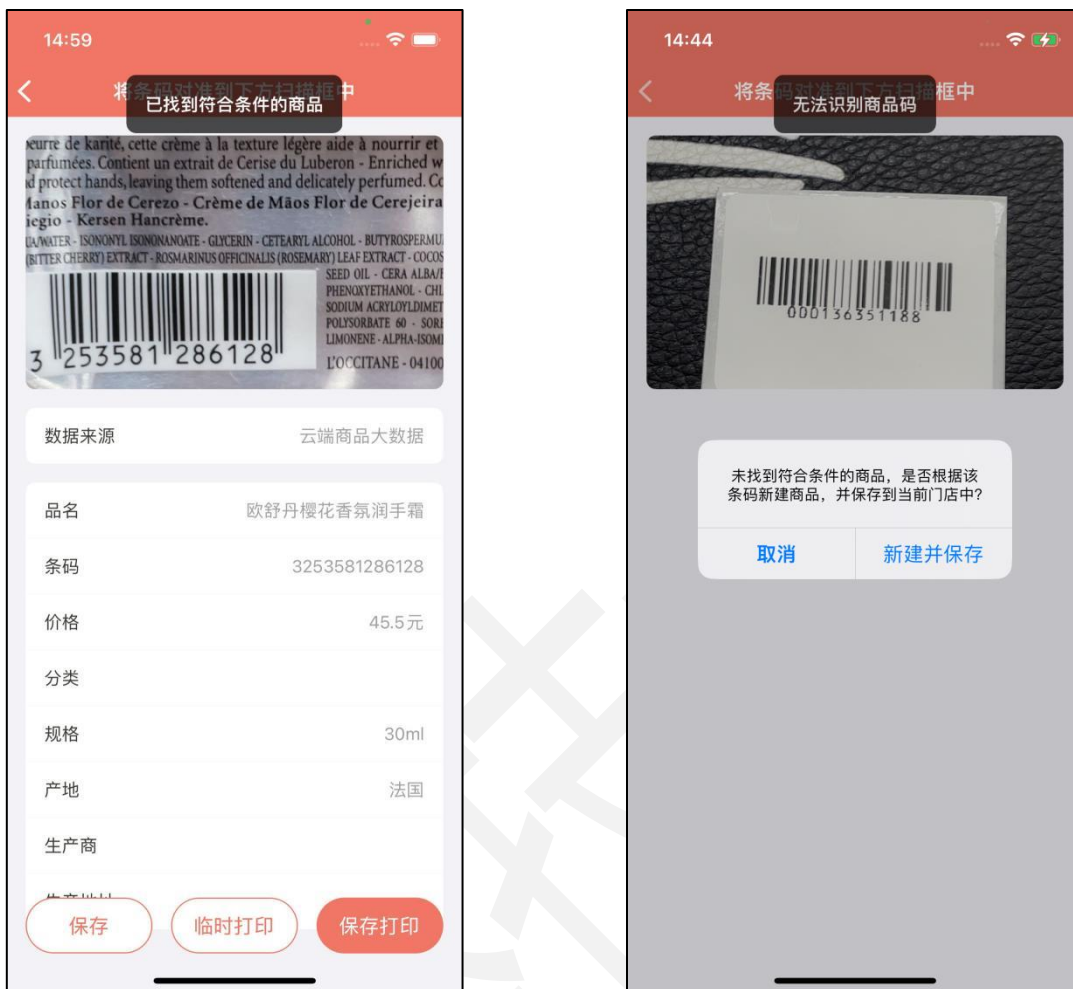 14:59
将条码对准到下方扫描框中
已找到符合条件的商品
beurre de karité, cette crème à la texture légère aide à nourrir et
parfumées. Contient un extrait de Cerise du Luberon - Enriched w
nd protect hands, leaving them softened and delicately perfumed. Co
Manos Flor de Cerezo - Crème de Mãos Flor de Cerejeira
iegio - Kersen Hancrème.
UA/WATER - ISONONYL ISONONANOATE - GLYCERIN - CETEARYL ALCOHOL - BUTYROSPERMU
(BITTER CHERRY) EXTRACT - ROSMARINUS OFFICINALIS (ROSEMARY) LEAF EXTRACT - COCOS
SEED OIL - CERA ALBA/B
PHENOXYETHANOL - CHL
SODIUM ACRYLOYLDIMET
POLYSORBATE 60 - SORB
LIMONENE - ALPHA-ISOM
L'OCCITANE - 04100
3 253581 286128
数据来源 云端商品大数据
品名 欧舒丹樱花香氛润手霜
条码 3253581286128
价格 45.5元
分类
规格 30ml
产地 法国
生产商
保存 临时打印 保存打印
14:44
将条码对准到下方扫描框中
无法识别商品码
000136351188
未找到符合条件的商品，是否根据该
条码新建商品，并保存到当前门店中?
取消 新建并保存